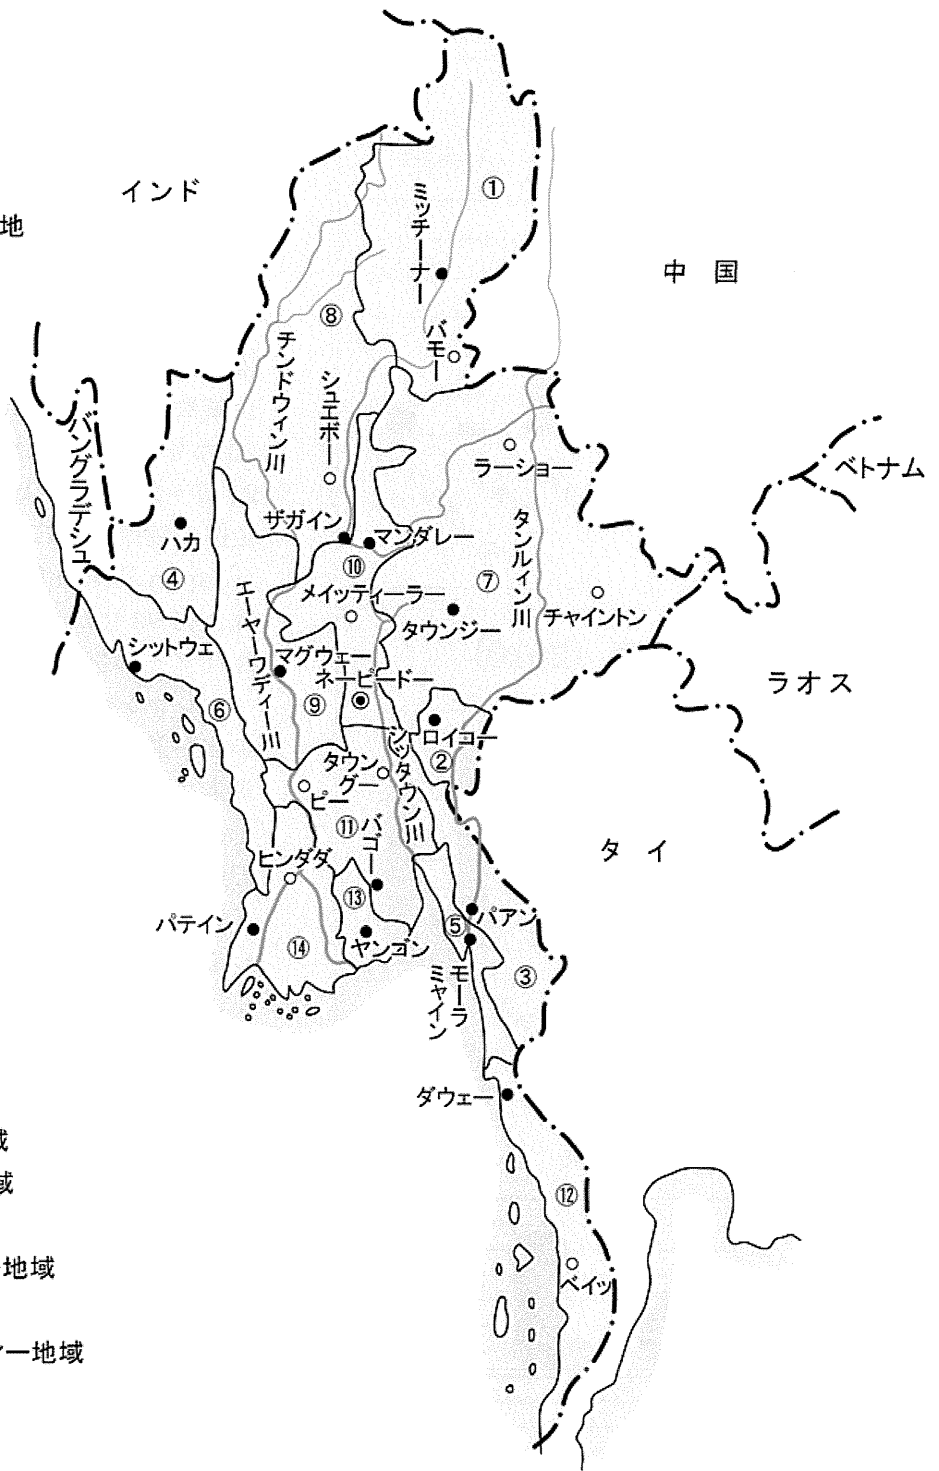 インド
地
①
ミッチーナー
中国
⑧
バモー
チンドウィン川
シュエボー
バングラデシュ
ラーショー
ベトナム
ザガイン
マンダレー
タンルィン川
ハカ
④
⑩
⑦
メイッティーラー
エーヤーワディー川
チャイントン
タウンジー
シットウェ
マグウェー
ネーピードー
ラオス
⑥
⑨
ロイコー
シッタウン川
②
タウン
グー
ピー
タイ
⑪
バゴー
ヒンダダ
⑬
パテイン
⑤
パアン
⑭
ヤンゴン
③
モーラ
ミャイン
ダウェー
域
域
⑫
地域
ベイッ
ー地域